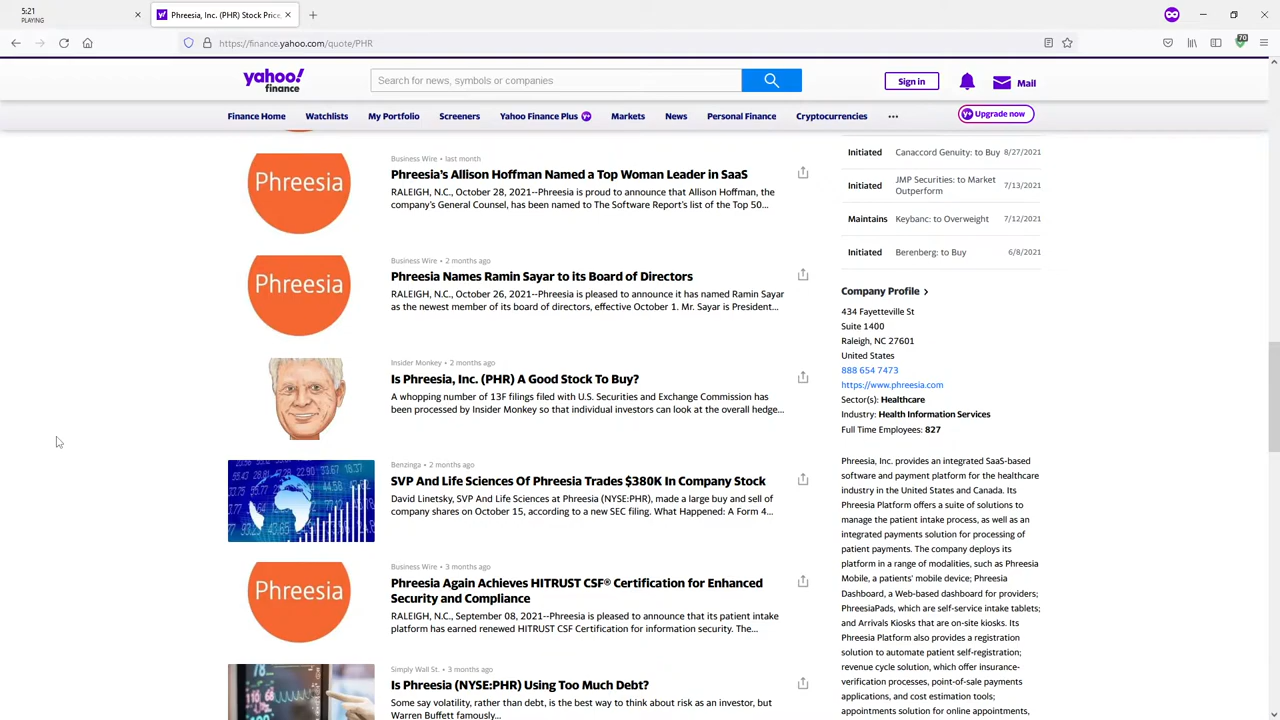 5:21
PLAYING
Phreesia, Inc. (PHR) Stock Price,
https://finance.yahoo.com/quote/PHR
70
yahoo!
finance
Search for news, symbols or companies
Sign in
Mail
Finance Home
Watchlists
My Portfolio
Screeners
Yahoo Finance Plus
Markets
News
Personal Finance
Cryptocurrencies
...
Upgrade now
Phreesia
Business Wire • last month
Phreesia's Allison Hoffman Named a Top Woman Leader in SaaS
RALEIGH, N.C., October 28, 2021--Phreesia is proud to announce that Allison Hoffman, the
company's General Counsel, has been named to The Software Report's list of the Top 50...
Phreesia
Business Wire • 2 months ago
Phreesia Names Ramin Sayar to its Board of Directors
RALEIGH, N.C., October 26, 2021--Phreesia is pleased to announce it has named Ramin Sayar
as the newest member of its board of directors, effective October 1. Mr. Sayar is President...
Insider Monkey • 2 months ago
Is Phreesia, Inc. (PHR) A Good Stock To Buy?
A whopping number of 13F filings filed with U.S. Securities and Exchange Commission has
been processed by Insider Monkey so that individual investors can look at the overall hedge...
Benzinga • 2 months ago
SVP And Life Sciences Of Phreesia Trades $380K In Company Stock
David Linetsky, SVP And Life Sciences at Phreesia (NYSE:PHR), made a large buy and sell of
company shares on October 15, according to a new SEC filing. What Happened: A Form 4...
Phreesia
Business Wire • 3 months ago
Phreesia Again Achieves HITRUST CSF® Certification for Enhanced
Security and Compliance
RALEIGH, N.C., September 08, 2021--Phreesia is pleased to announce that its patient intake
platform has earned renewed HITRUST CSF Certification for information security. The...
Simply Wall St. • 3 months ago
Is Phreesia (NYSE:PHR) Using Too Much Debt?
Some say volatility, rather than debt, is the best way to think about risk as an investor, but
Warren Buffett famously...
Initiated Canaccord Genuity: to Buy 8/27/2021
Initiated JMP Securities: to Market
Outperform 7/13/2021
Maintains Keybanc: to Overweight 7/12/2021
Initiated Berenberg: to Buy 6/8/2021
Company Profile
434 Fayetteville St
Suite 1400
Raleigh, NC 27601
United States
888 654 7473
https://www.phreesia.com
Sector(s): Healthcare
Industry: Health Information Services
Full Time Employees: 827
Phreesia, Inc. provides an integrated SaaS-based
software and payment platform for the healthcare
industry in the United States and Canada. Its
Phreesia Platform offers a suite of solutions to
manage the patient intake process, as well as an
integrated payments solution for processing of
patient payments. The company deploys its
platform in a range of modalities, such as Phreesia
Mobile, a patients' mobile device; Phreesia
Dashboard, a Web-based dashboard for providers;
PhreesiaPads, which are self-service intake tablets;
and Arrivals Kiosks that are on-site kiosks. Its
Phreesia Platform also provides a registration
solution to automate patient self-registration;
revenue cycle solution, which offer insurance-
verification processes, point-of-sale payments
applications, and cost estimation tools;
appointments solution for online appointments,